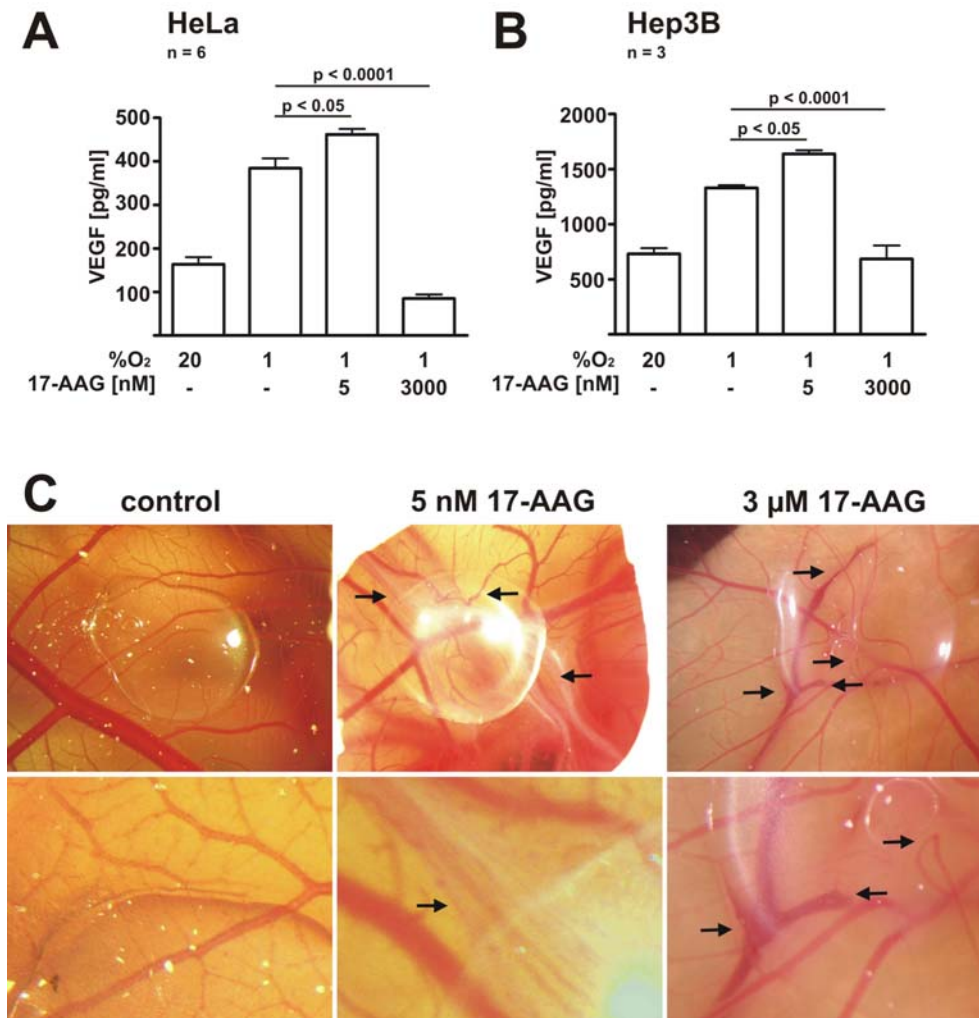 A HeLa
n = 6
p < 0.0001
p < 0.05
500
400
300
200
100
VEGF [pg/ml]
%O₂ 20 1 1 1
17-AAG [nM] - - 5 3000
B Hep3B
n = 3
p < 0.0001
p < 0.05
2000
1500
1000
500
VEGF [pg/ml]
%O₂ 20 1 1 1
17-AAG [nM] - - 5 3000
C control 5 nM 17-AAG 3 µM 17-AAG